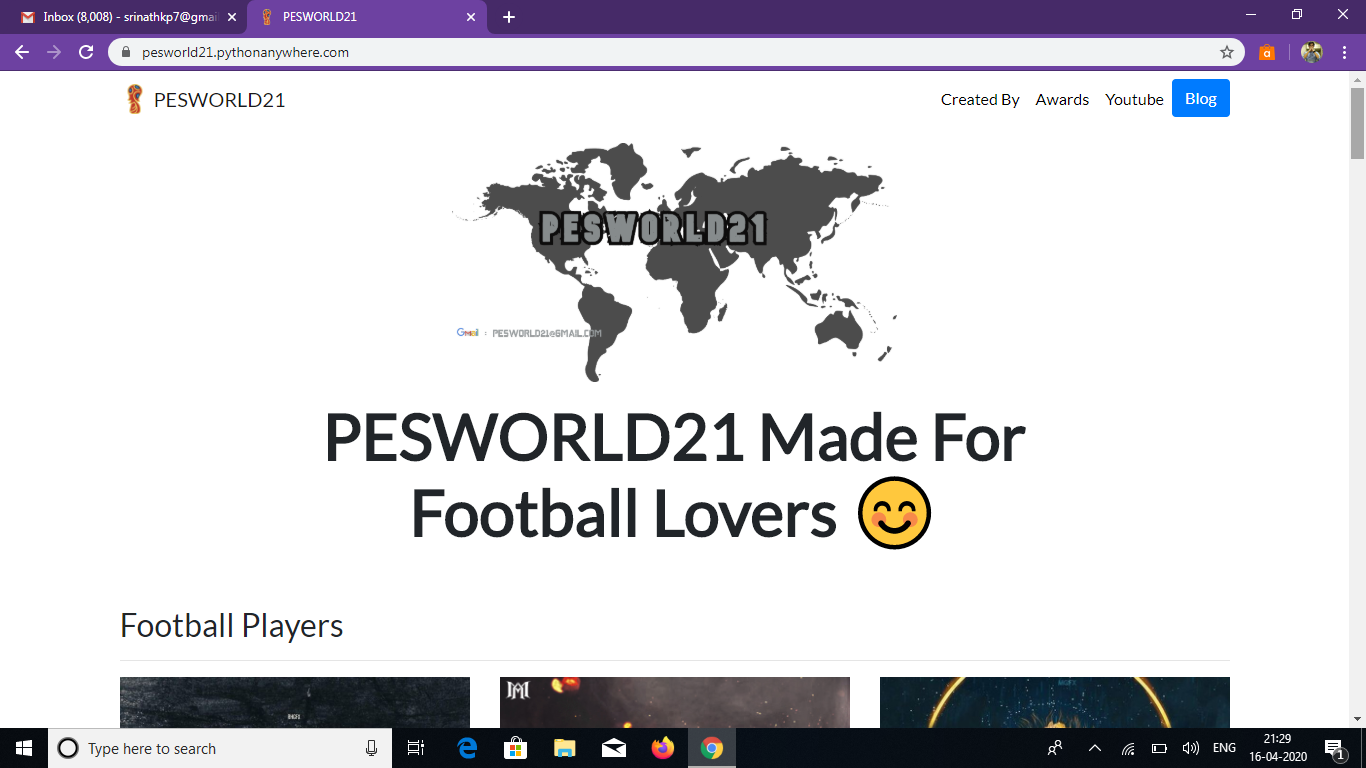 Inbox (8,008) - srinathkp7@gmai
PESWORLD21
pesworld21.pythonanywhere.com
PESWORLD21
Created By
Awards
Youtube
Blog
PESWORLD21
Gmail : PESWORLD21@GMAIL.COM
PESWORLD21 Made For
Football Lovers
Football Players
Type here to search
ENG
21:29
16-04-2020
1